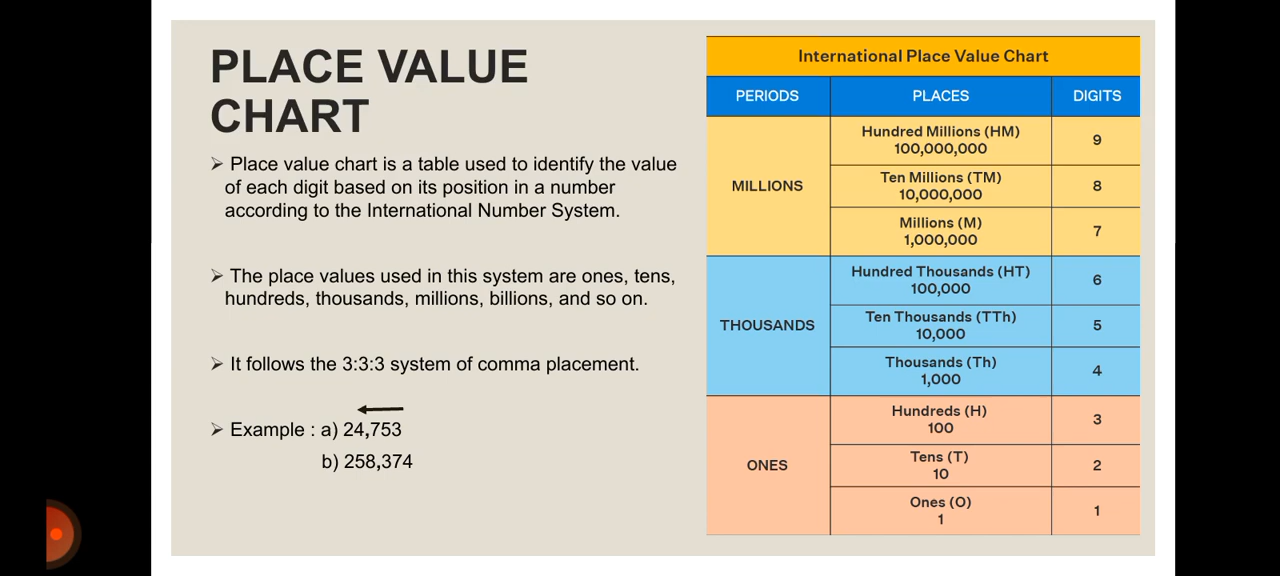 PLACE VALUE
CHART
➢ Place value chart is a table used to identify the value
of each digit based on its position in a number
according to the International Number System.
➢ The place values used in this system are ones, tens,
hundreds, thousands, millions, billions, and so on.
➢ It follows the 3:3:3 system of comma placement.
➢ Example : a) 24,753
b) 258,374
International Place Value Chart
PERIODS PLACES DIGITS
MILLIONS
Hundred Millions (HM)
100,000,000
9
Ten Millions (TM)
10,000,000
8
Millions (M)
1,000,000
7
THOUSANDS
Hundred Thousands (HT)
100,000
6
Ten Thousands (TTh)
10,000
5
Thousands (Th)
1,000
4
ONES
Hundreds (H)
100
3
Tens (T)
10
2
Ones (O)
1
1